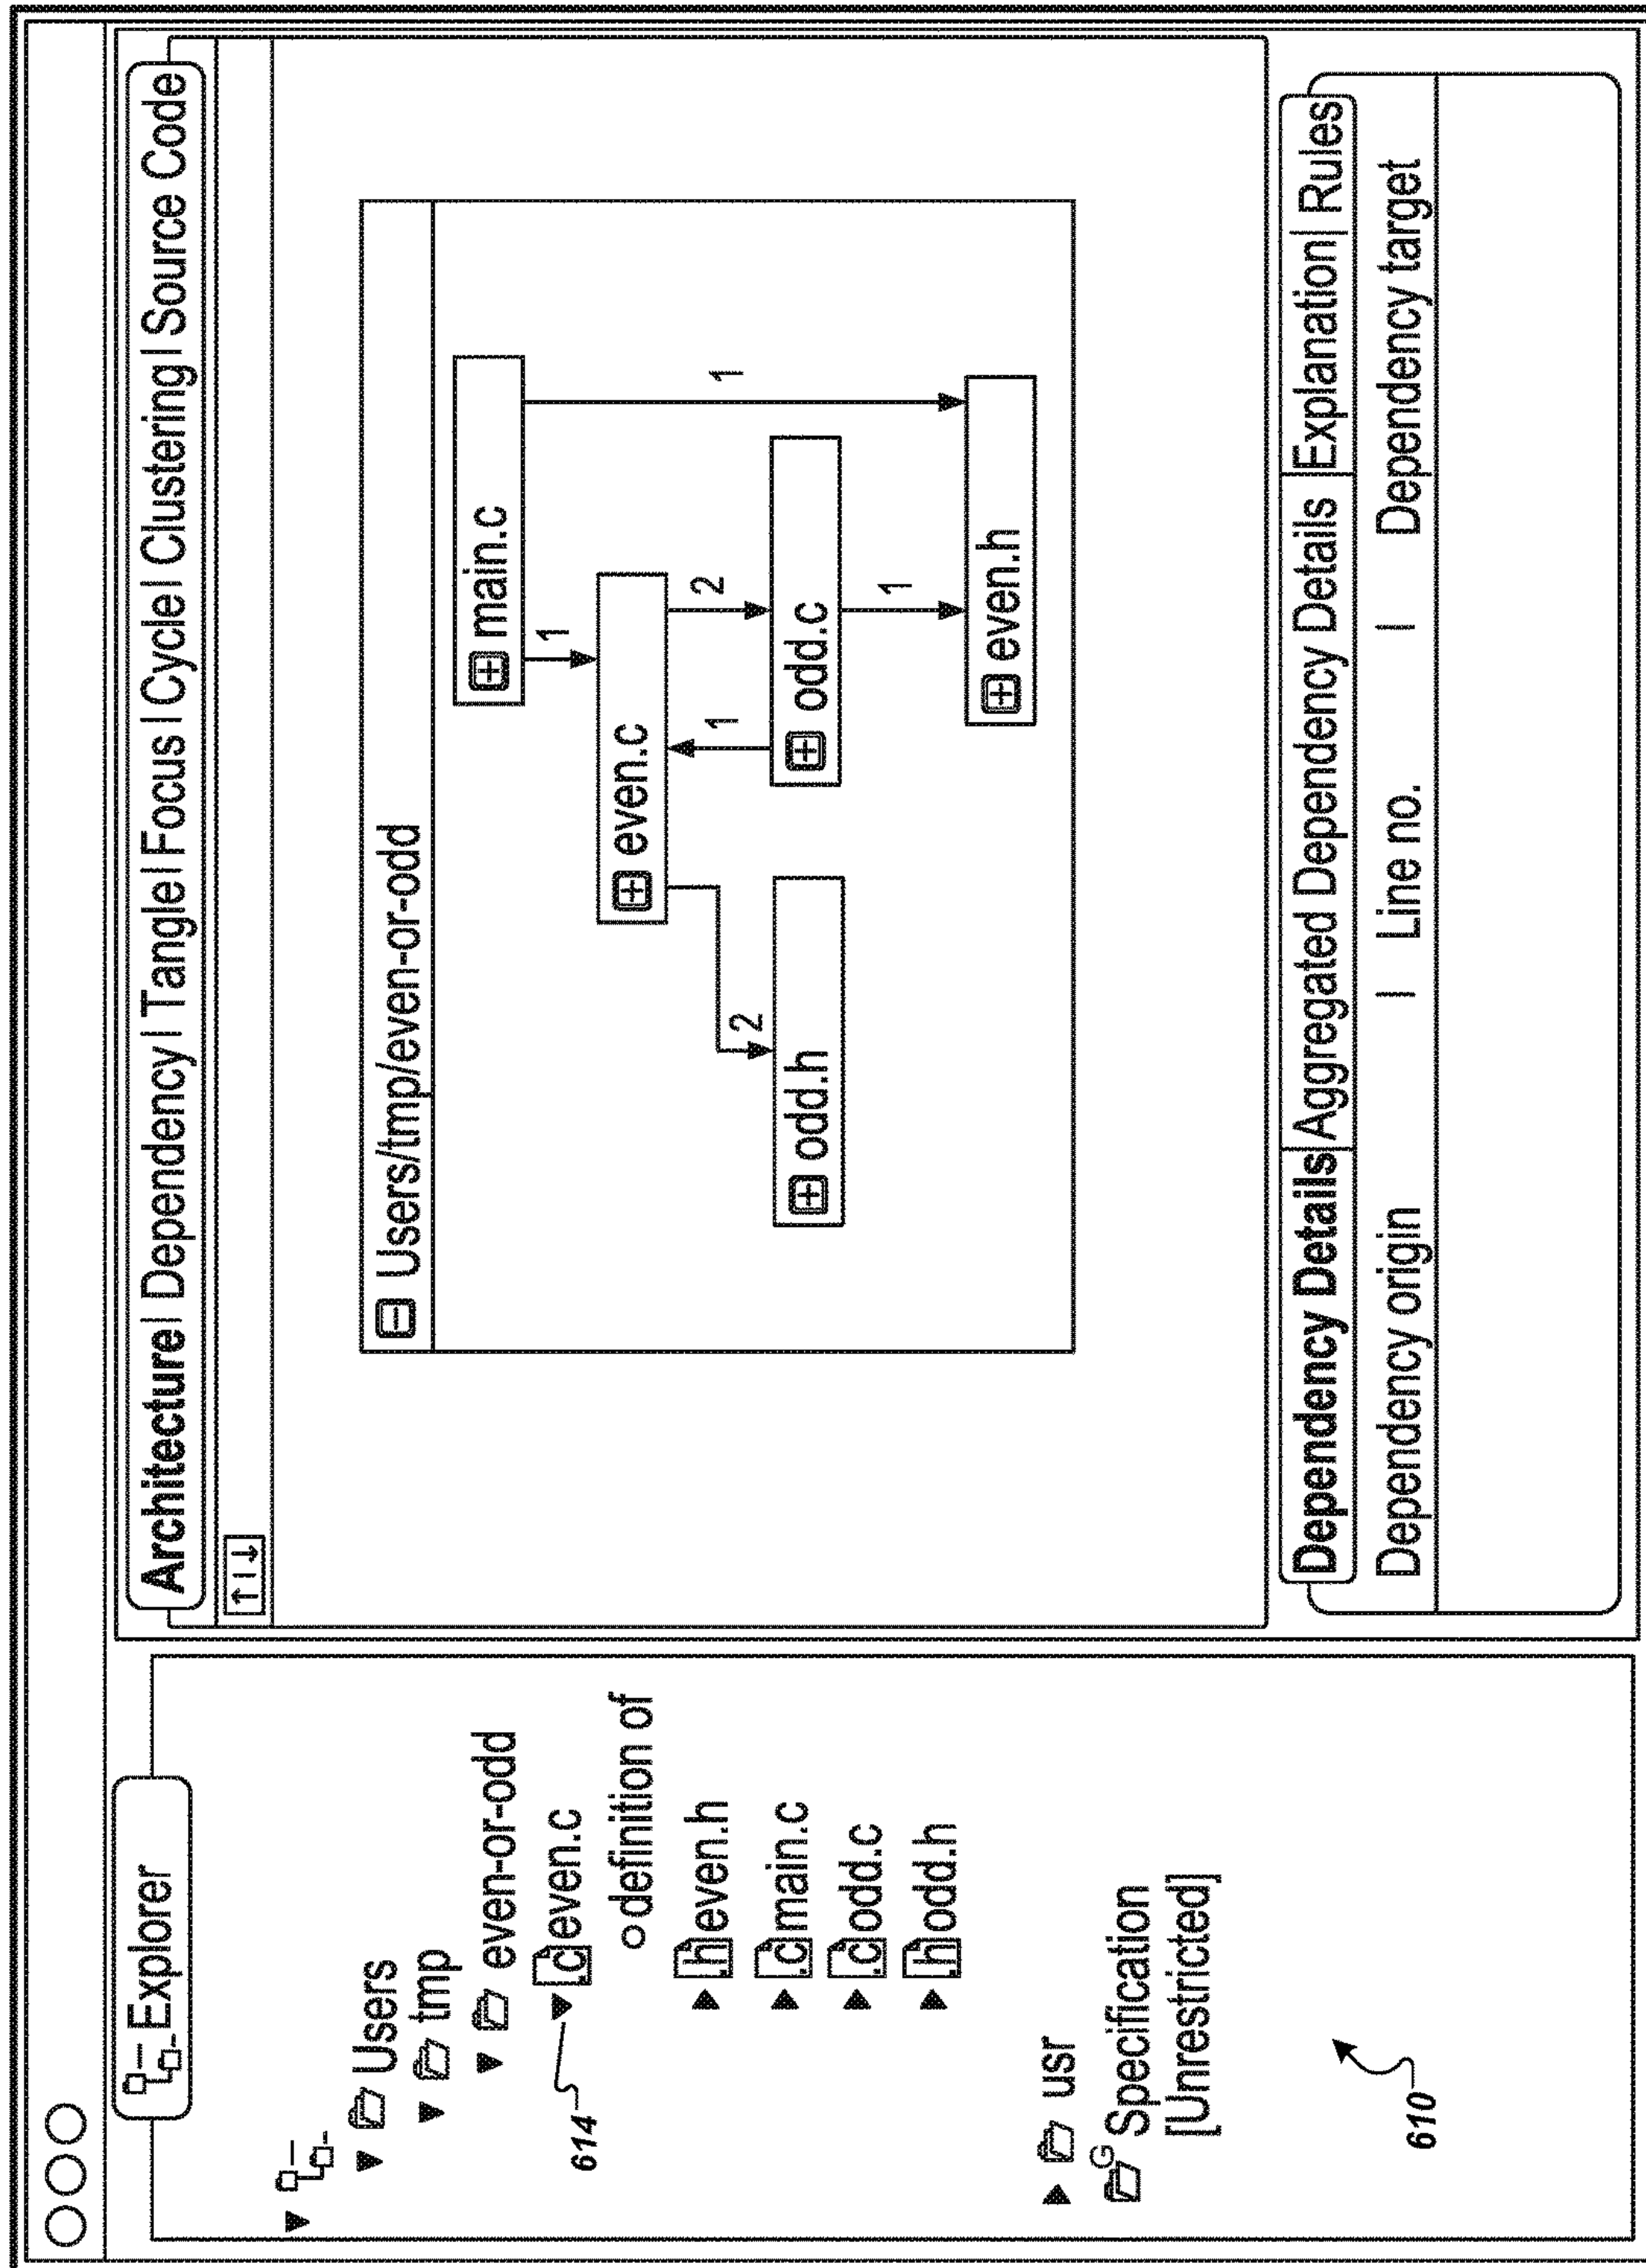 Explorer
Users
tmp
even-or-odd
.c even.c
definition of
.h even.h
.c main.c
.c odd.c
.h odd.h
614
usr
G
Specification
[Unrestricted]
610
Architecture | Dependency | Tangle | Focus | Cycle | Clustering | Source Code
Users/tmp/even-or-odd
main.c
1
1
even.c
2
1
2
odd.h
odd.c
1
even.h
Dependency Details | Aggregated Dependency Details | Explanation | Rules
Dependency origin | Line no. | Dependency target